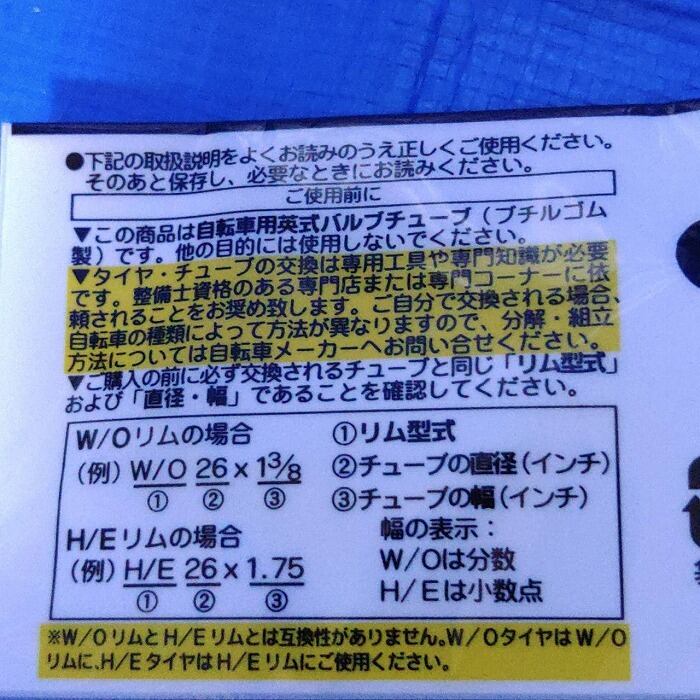 ●下記の取扱説明をよくお読みのうえ正しくご使用ください。
そのあと保存し、必要なときにお読みください。
ご使用前に
▼この商品は自転車用英式バルブチューブ（ブチルゴム
製）です。他の目的には使用しないでください。
▼タイヤ・チューブの交換は専用工具や専門知識が必要
です。整備士資格のある専門店または専門コーナーに依
頼されることをお奨め致します。ご自分で交換される場合、
自転車の種類によって方法が異なりますので、分解・組立
方法については自転車メーカーへお問い合せください。
▼ご購入の前に必ず交換されるチューブと同じ「リム型式」
および「直径・幅」であることを確認してください。
W/Oリムの場合
（例）W/O 26×1 3/8
① ② ③
H/Eリムの場合
（例）H/E 26×1.75
① ② ③
①リム型式
②チューブの直径（インチ）
③チューブの幅（インチ）
幅の表示：
W/Oは分数
H/Eは小数点
※W/OリムとH/Eリムとは互換性がありません。W/OタイヤはW/O
リムに、H/EタイヤはH/Eリムにご使用ください。